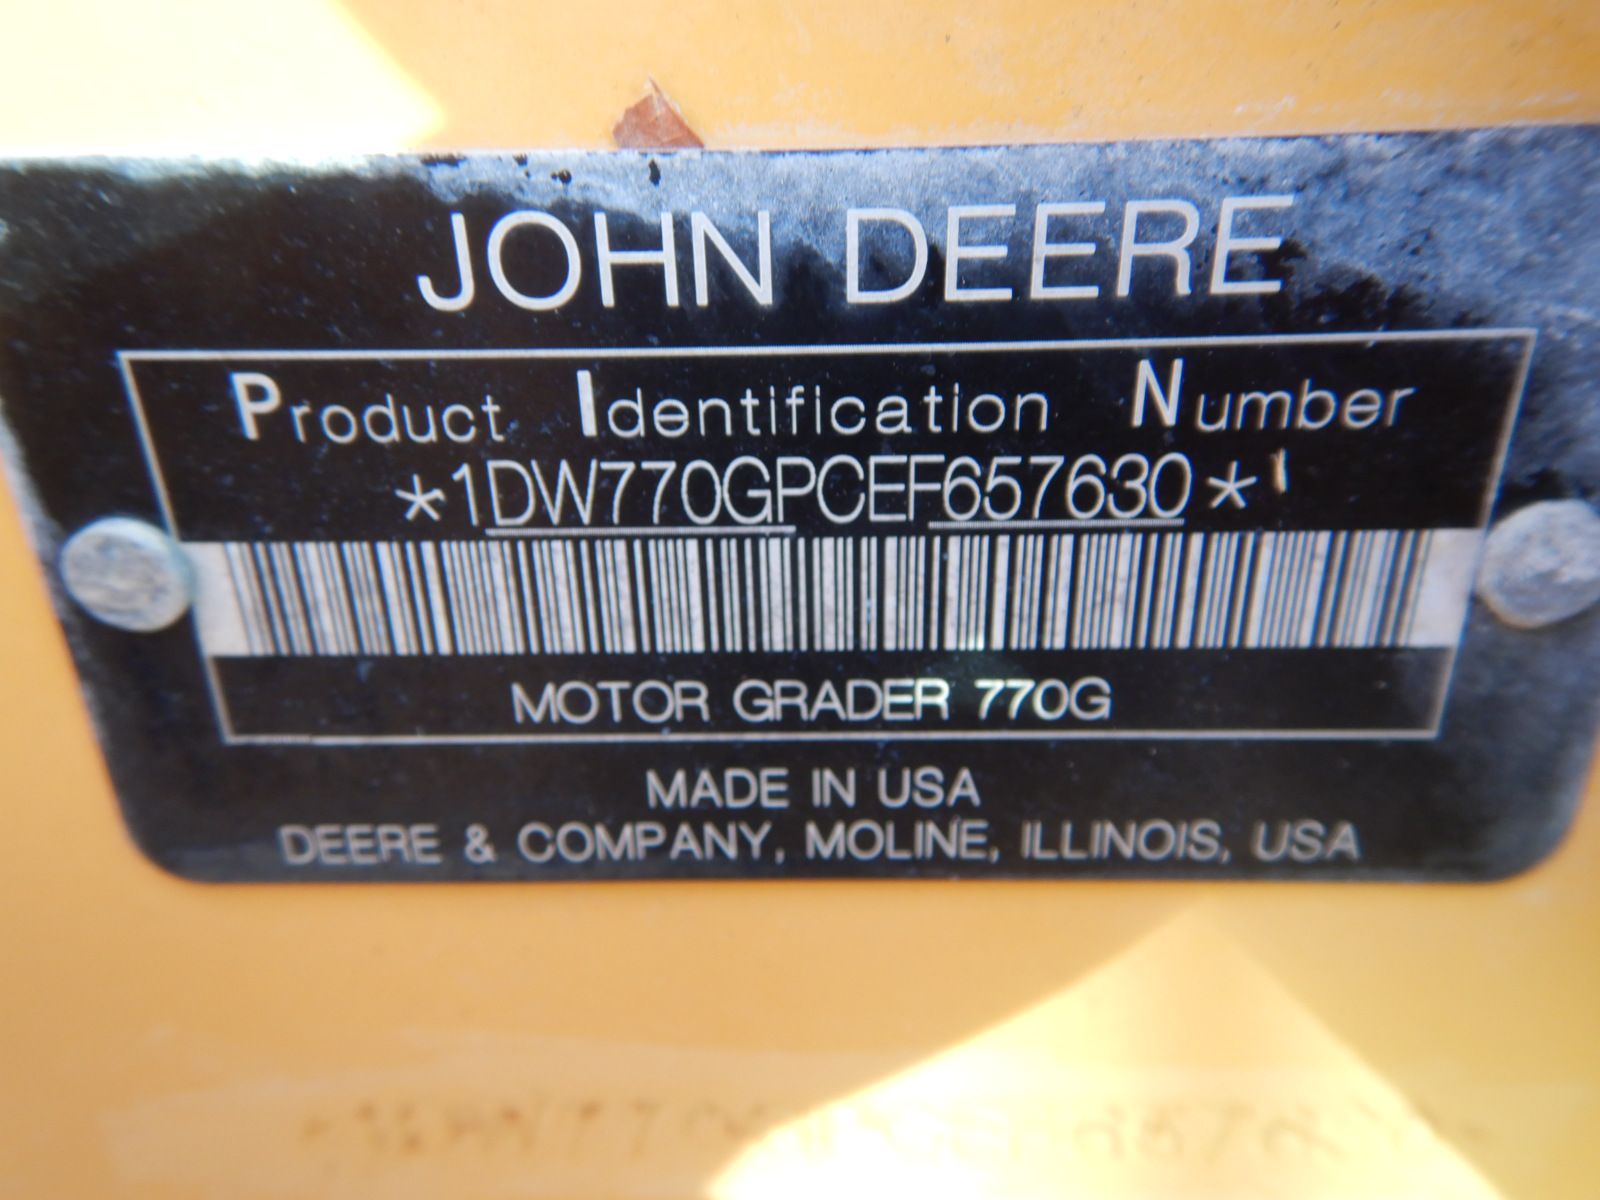 JOHN DEERE
Product Identification Number
*1DW770GPCEF657630*
MOTOR GRADER 770G
MADE IN USA
DEERE & COMPANY, MOLINE, ILLINOIS, USA